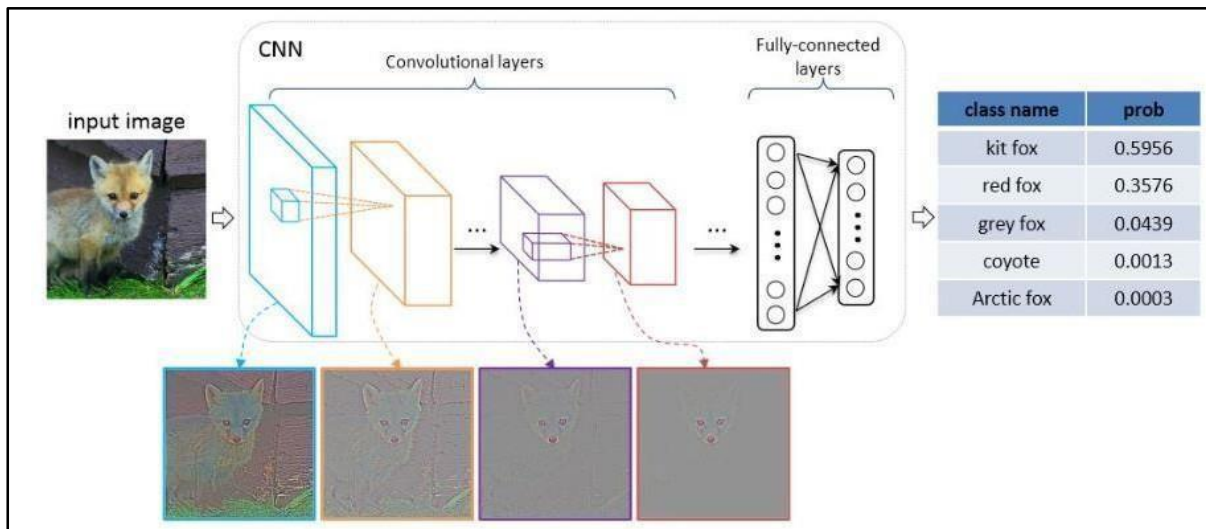 CNN
Convolutional layers
Fully-connected
layers
input image
...
...
class name prob
kit fox 0.5956
red fox 0.3576
grey fox 0.0439
coyote 0.0013
Arctic fox 0.0003